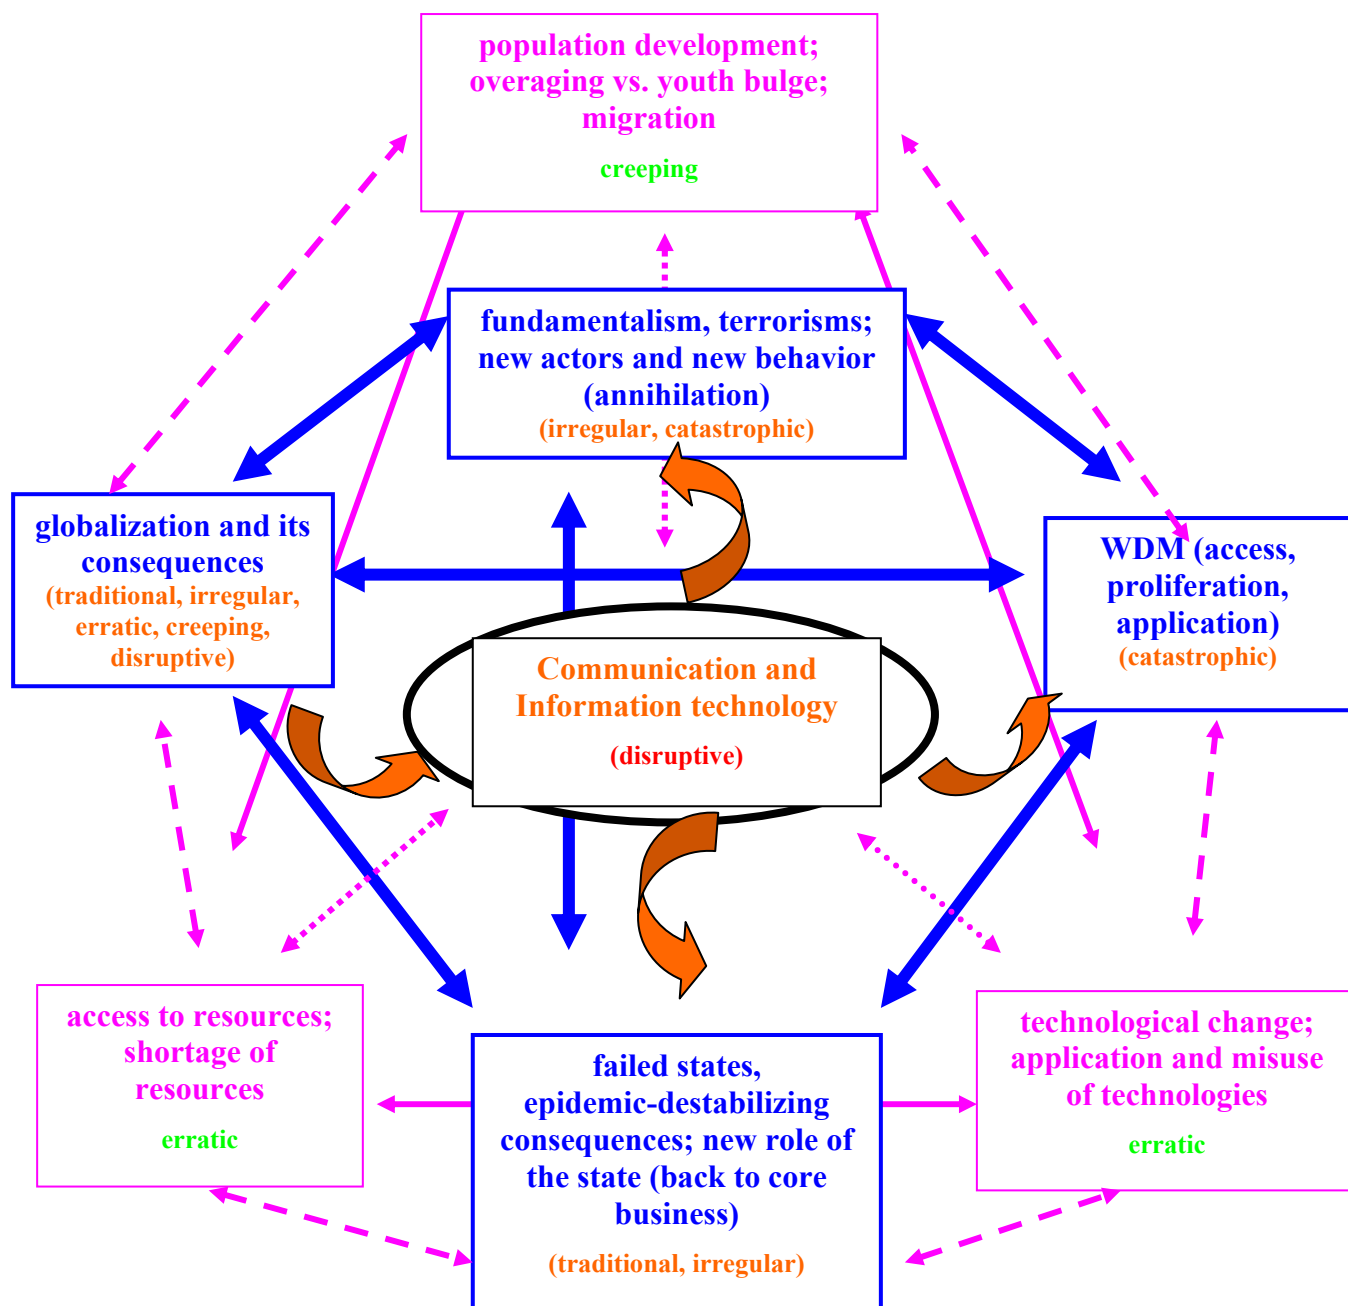 population development;
overaging vs. youth bulge;
migration
creeping
fundamentalism, terrorisms;
new actors and new behavior
(annihilation)
(irregular, catastrophic)
globalization and its
consequences
(traditional, irregular,
erratic, creeping,
disruptive)
WDM (access,
proliferation,
application)
(catastrophic)
Communication and
Information technology
(disruptive)
access to resources;
shortage of
resources
erratic
failed states,
epidemic-destabilizing
consequences; new role of
the state (back to core
business)
(traditional, irregular)
technological change;
application and misuse
of technologies
erratic